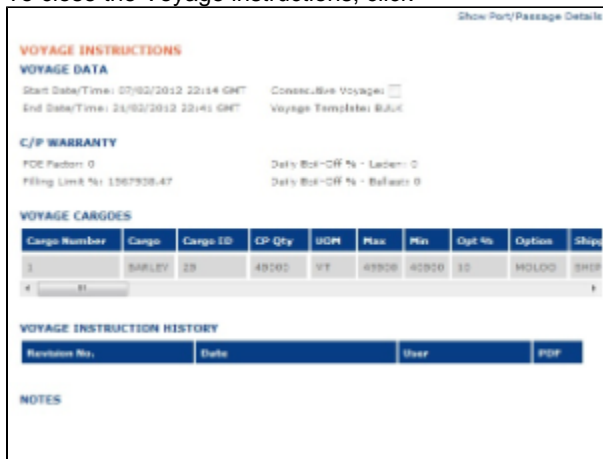 To close the Voyage Instructions, click
Show Port/Passage Details
VOYAGE INSTRUCTIONS
VOYAGE DATA
Start Date/Time: 07/02/2012 22:14 GMT Consecutive Voyage:
End Date/Time: 21/02/2012 22:41 GMT Voyage Template: BULK
C/P WARRANTY
FOE Factor: 0 Daily Boil-Off % - Laden: 0
Filling Limit %: 1567938.47 Daily Boil-Off % - Ballast: 0
VOYAGE CARGOES
Cargo Number Cargo Cargo ID CP Qty UOM Max Min Opt % Option Shipp
1 BARLEY 29 MT 10 MOLOO SHIP
VOYAGE INSTRUCTION HISTORY
Revision No. Date User PDF
NOTES